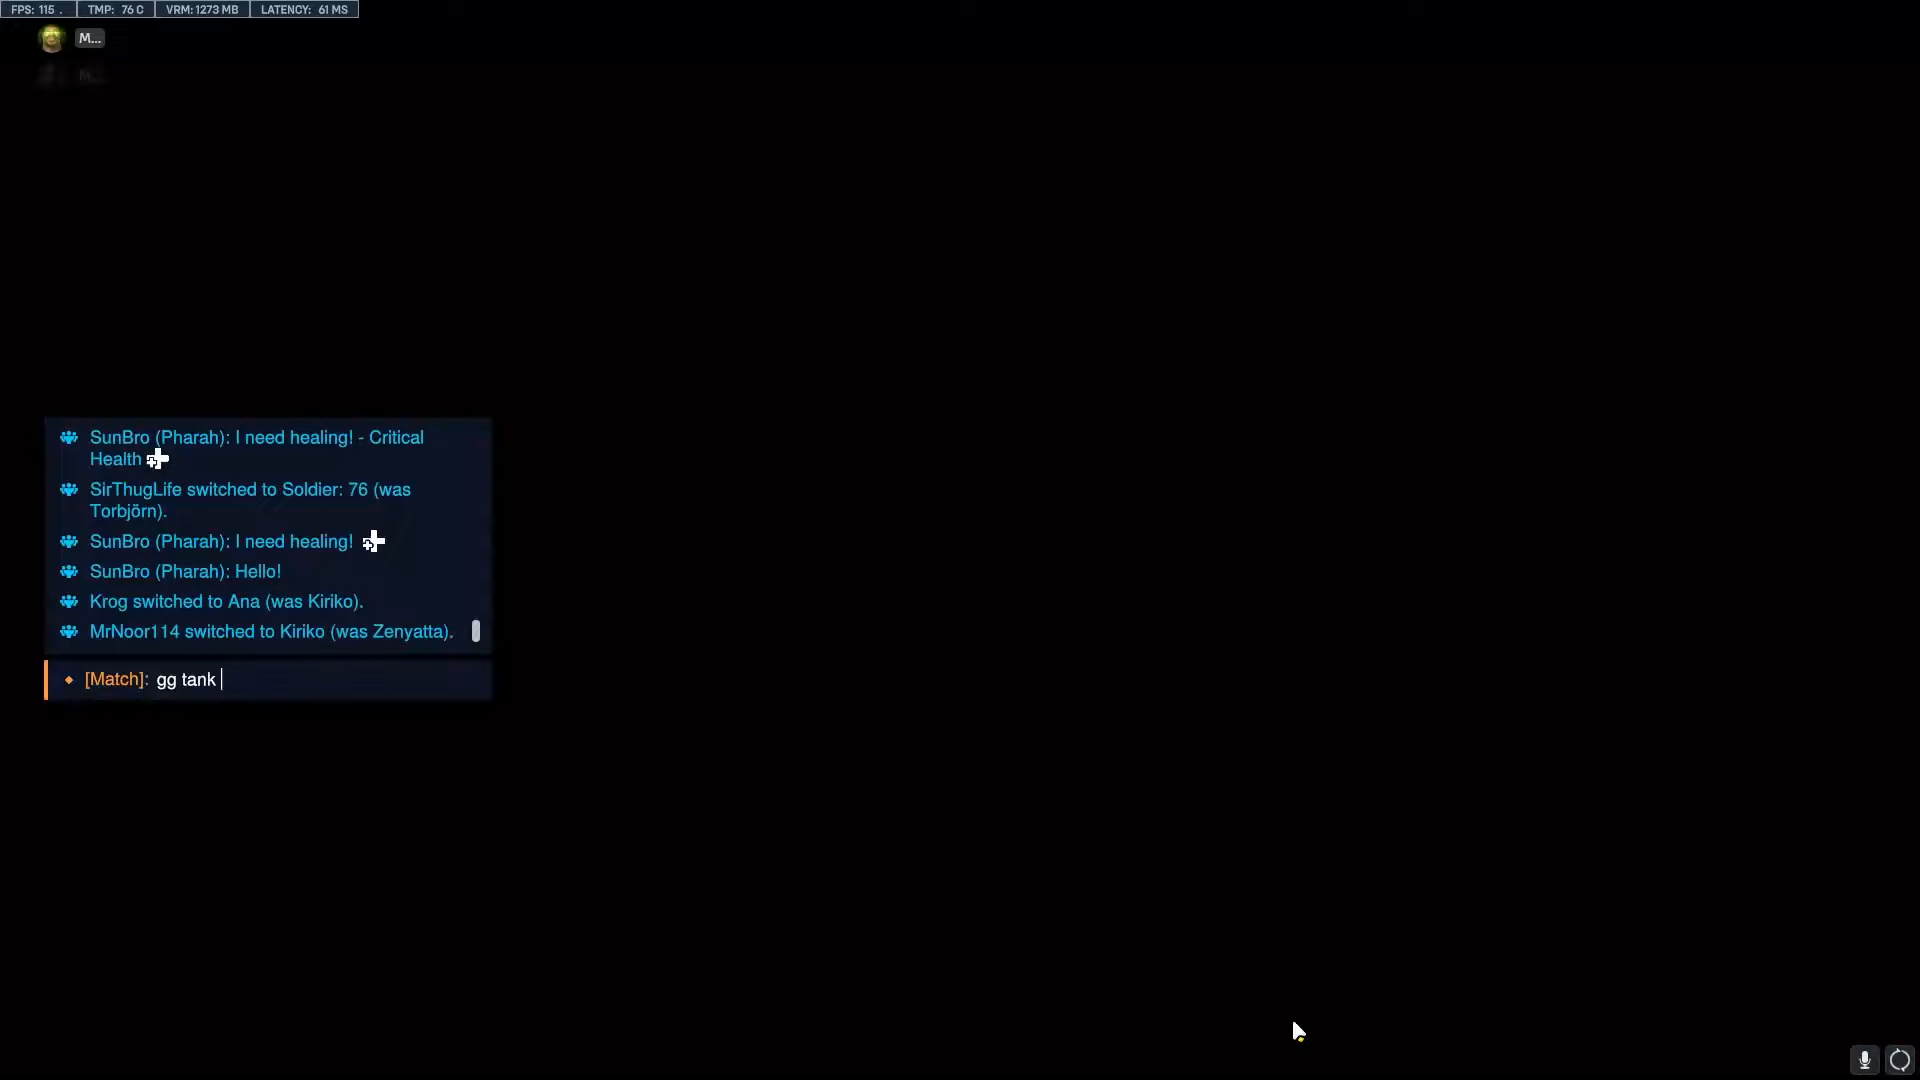 FPS: 115 . TMP: 76 C VRM: 1273 MB LATENCY: 61 MS
M...
M...
SunBro (Pharah): I need healing! - Critical
Health
SirThugLife switched to Soldier: 76 (was
Torbjörn).
SunBro (Pharah): I need healing!
SunBro (Pharah): Hello!
Krog switched to Ana (was Kiriko).
MrNoor114 switched to Kiriko (was Zenyatta).
[Match]: gg tank